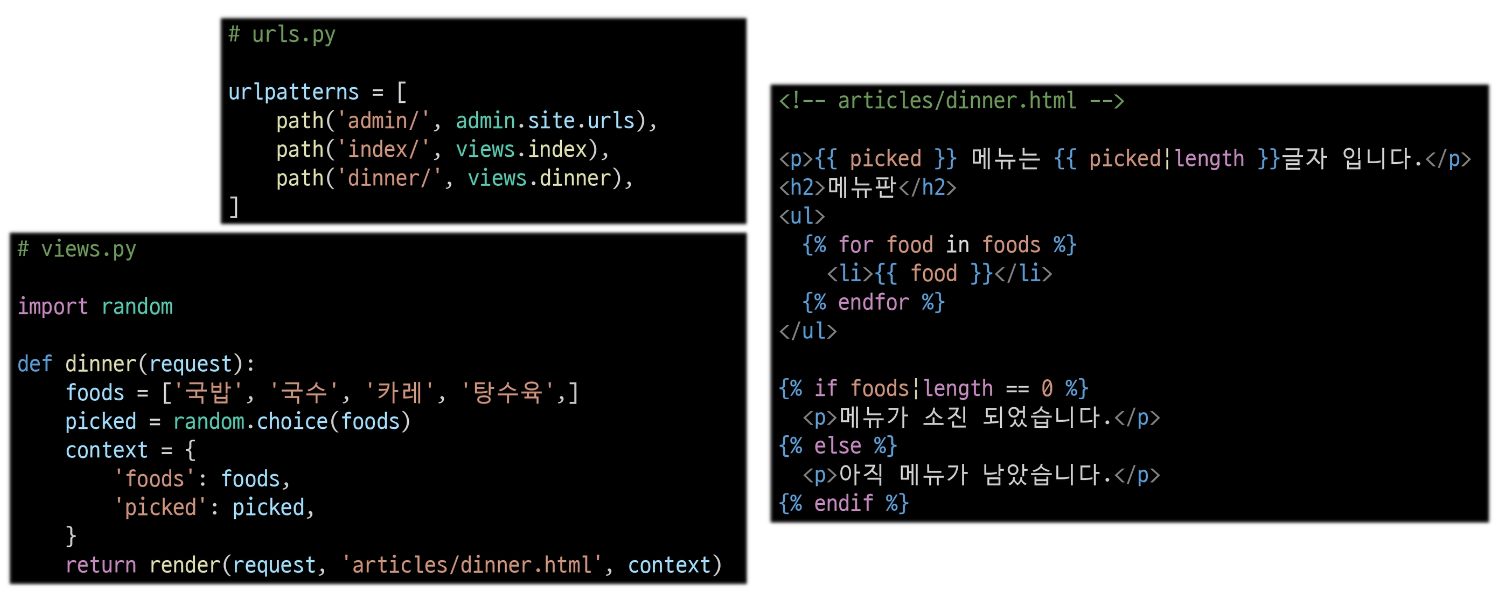 # urls.py
urlpatterns = [
    path('admin/', admin.site.urls),
    path('index/', views.index),
    path('dinner/', views.dinner),
]
# views.py
import random
def dinner(request):
    foods = ['국밥', '국수', '카레', '탕수육',]
    picked = random.choice(foods)
    context = {
        'foods': foods,
        'picked': picked,
    }
    return render(request, 'articles/dinner.html', context)
<!-- articles/dinner.html -->
<p>{{ picked }} 메뉴는 {{ picked|length }}글자 입니다.</p>
<h2>메뉴판</h2>
<ul>
  {% for food in foods %}
    <li>{{ food }}</li>
  {% endfor %}
</ul>
{% if foods|length == 0 %}
  <p>메뉴가 소진 되었습니다.</p>
{% else %}
  <p>아직 메뉴가 남았습니다.</p>
{% endif %}